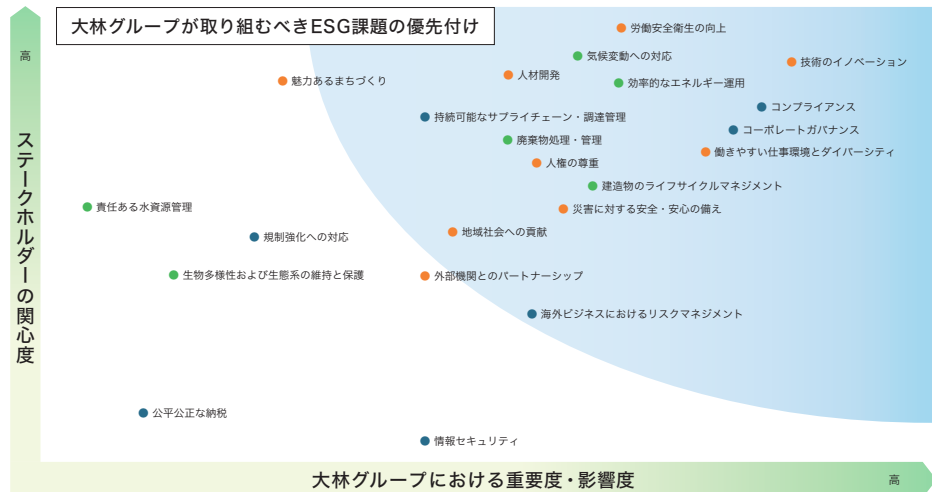 大林グループが取り組むべきESG課題の優先付け
高
ステークホルダーの関心度
労働安全衛生の向上
気候変動への対応
技術のイノベーション
人材開発
魅力あるまちづくり
効率的なエネルギー運用
コンプライアンス
持続可能なサプライチェーン・調達管理
コーポレートガバナンス
廃棄物処理・管理
働きやすい仕事環境とダイバーシティ
人権の尊重
建造物のライフサイクルマネジメント
責任ある水資源管理
災害に対する安全・安心の備え
地域社会への貢献
規制強化への対応
生物多様性および生態系の維持と保護
外部機関とのパートナーシップ
海外ビジネスにおけるリスクマネジメント
公平公正な納税
情報セキュリティ
大林グループにおける重要度・影響度
高